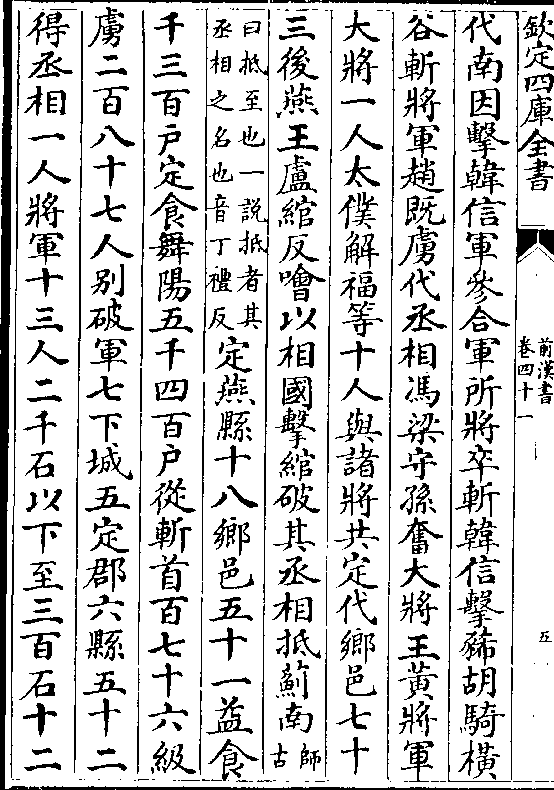 欽定四庫全書
前漢書
卷四十一
五
代南因擊韓信軍參合軍所將卒斬韓信擊豨胡騎橫
谷斬將軍趙既虜代丞相馮梁守孫奮大將王黃將軍
大將一人太僕解福等十人與諸將共定代鄉邑七十
三後燕王盧綰反噲以相國擊綰破其丞相抵薊南師古
曰抵至也一説抵者其丞相之名也音丁禮反定燕縣十八鄉邑五十一益食
千三百户定食舞陽五千四百户從斬首百七十六級
虜二百八十七人别破軍七下城五定郡六縣五十二
得丞相一人將軍十三人二千石以下至三百石十二